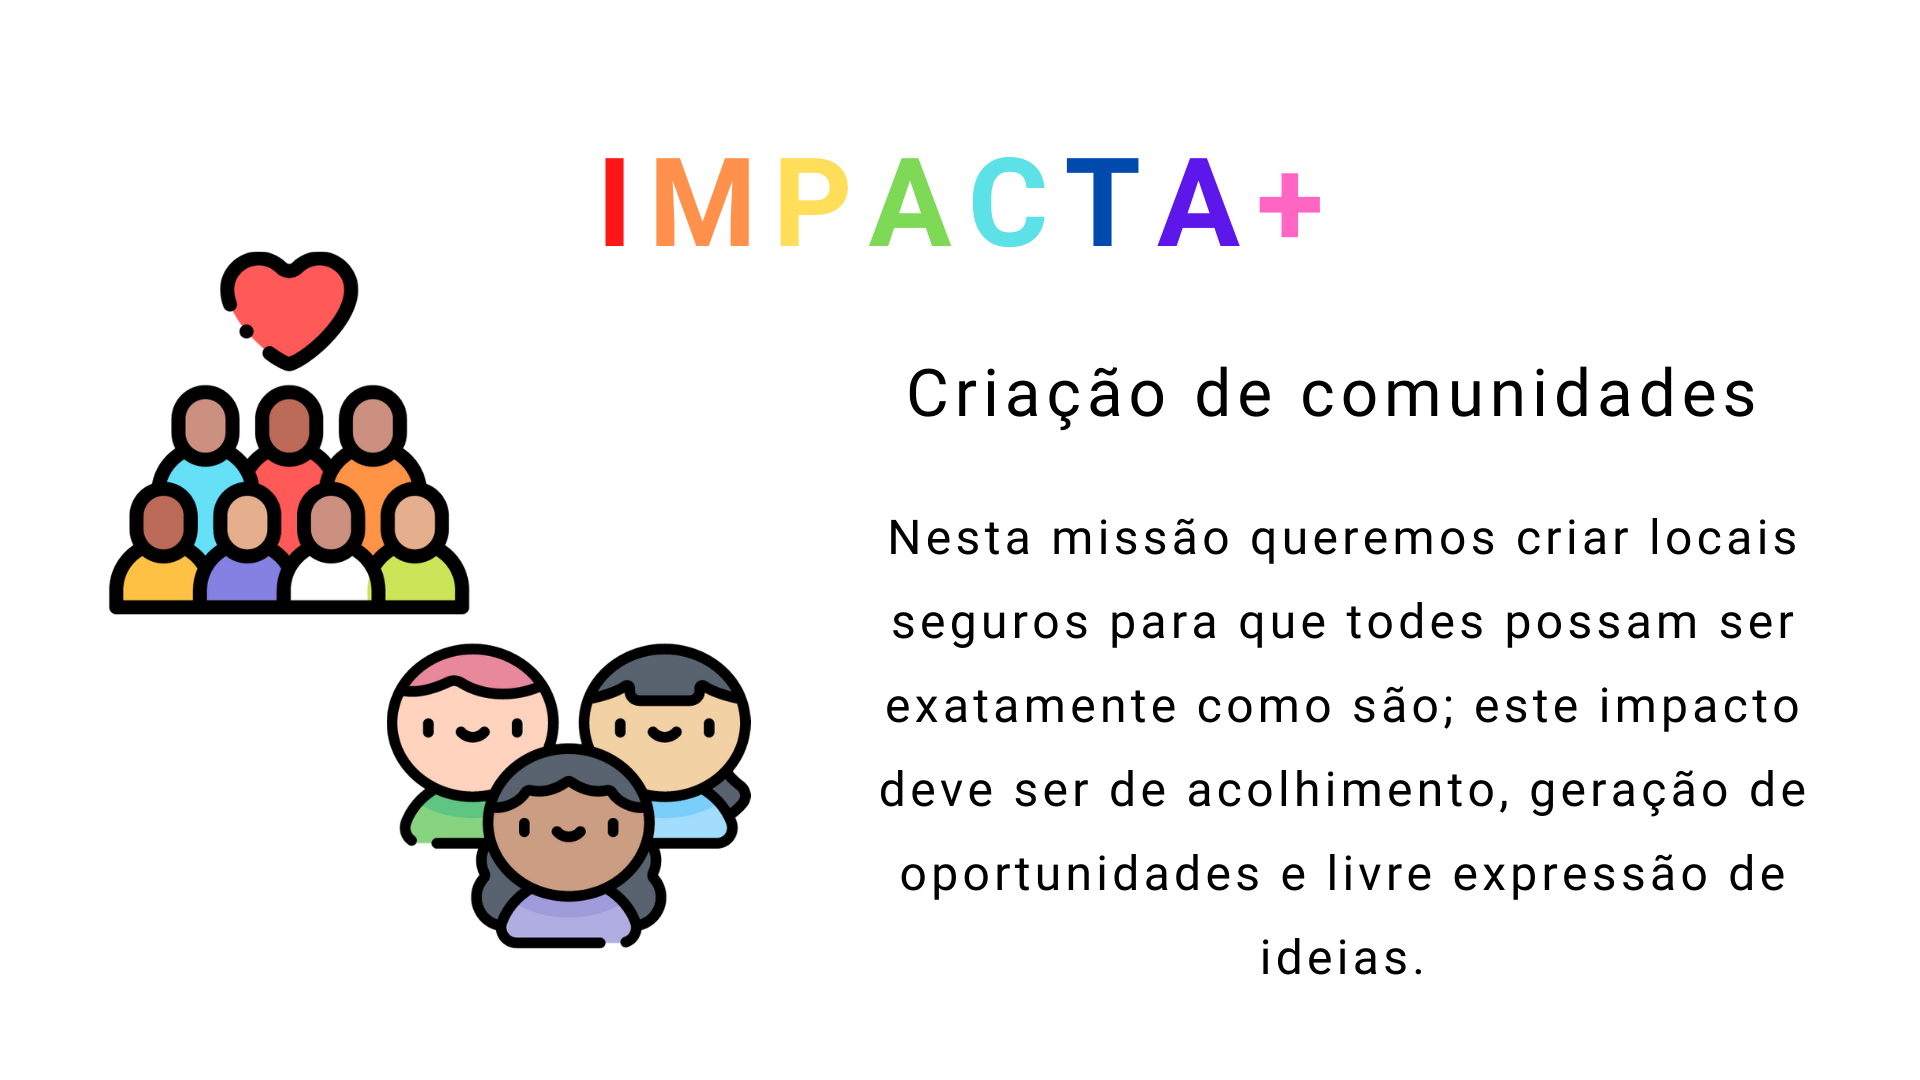 IMPACTA+
Criação de comunidades
Nesta missão queremos criar locais
seguros para que todes possam ser
exatamente como são; este impacto
deve ser de acolhimento, geração de
oportunidades e livre expressão de
ideias.